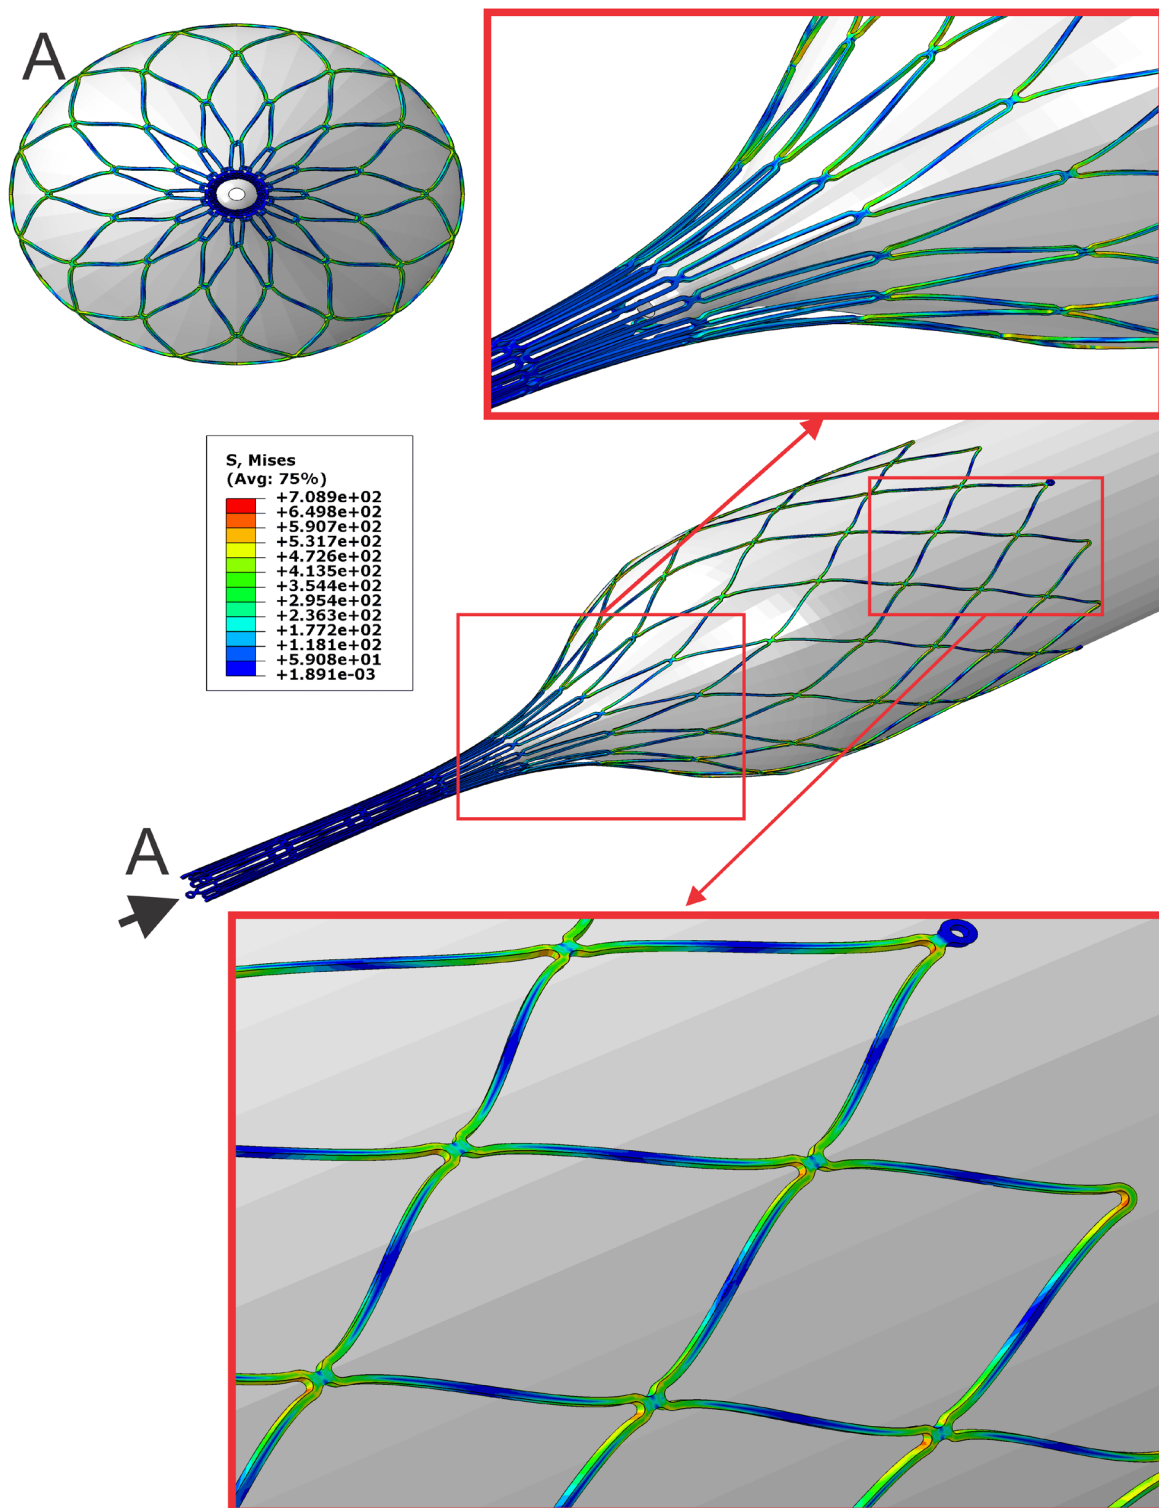 A
S, Mises
(Avg: 75%)
+7.089e+02
+6.498e+02
+5.907e+02
+5.317e+02
+4.726e+02
+4.135e+02
+3.544e+02
+2.954e+02
+2.363e+02
+1.772e+02
+1.181e+02
+5.908e+01
+1.891e-03
A